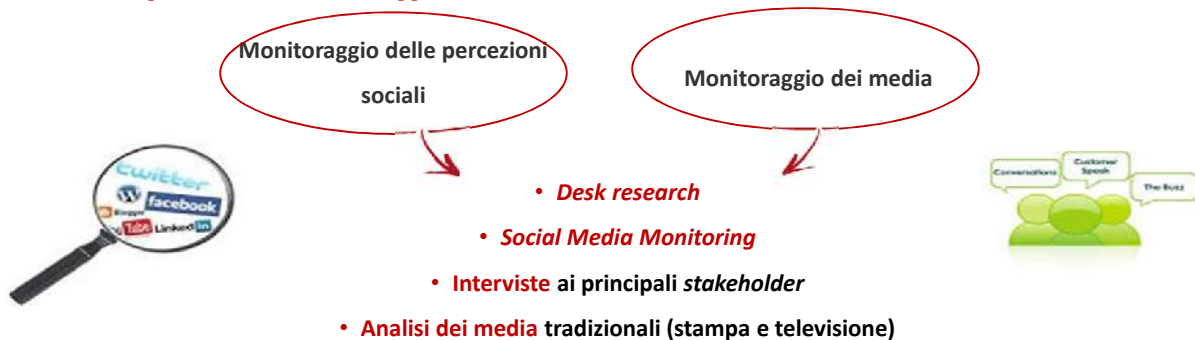 Monitoraggio delle percezioni
sociali
Monitoraggio dei media
twitter
facebook
Blogger
Tube LinkedIn
Conversations
Customer
Speak
The Buzz
• Desk research
• Social Media Monitoring
• Interviste ai principali stakeholder
• Analisi dei media tradizionali (stampa e televisione)